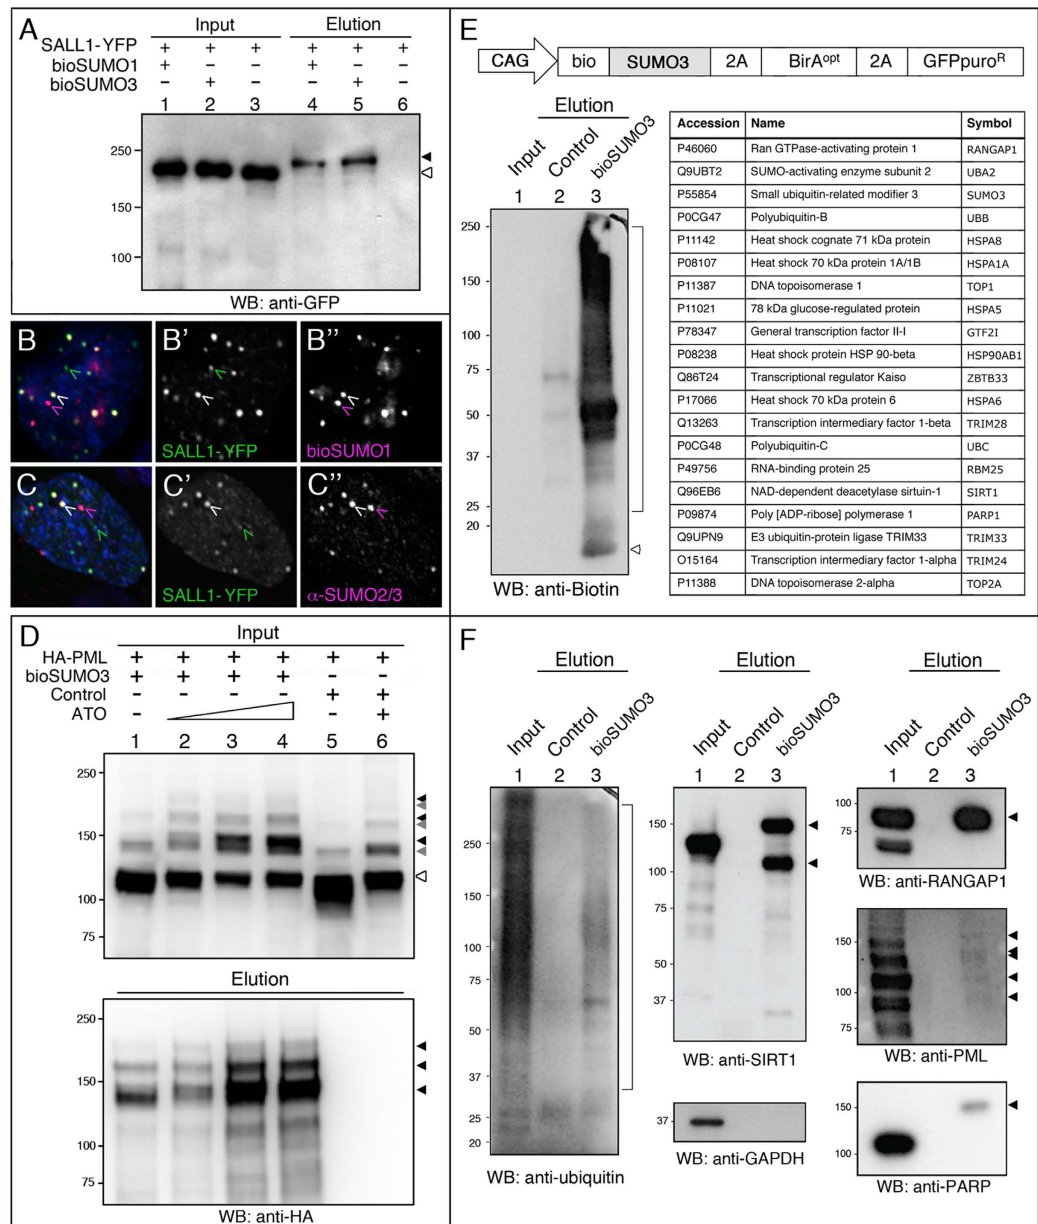 A
Input Elution
SALL1-YFP + + + + + +
bioSUMO1 + − − + − −
bioSUMO3 − + − − + −
1 2 3 4 5 6
250
150
100
WB: anti-GFP
B B' B''
SALL1-YFP bioSUMO1
C C' C''
SALL1-YFP α-SUMO2/3
D
Input
HA-PML + + + + + +
bioSUMO3 + + + + - -
Control - - - - + +
ATO - - +
1 2 3 4 5 6
250
150
100
75
Elution
250
150
100
75
WB: anti-HA
E
CAG bio SUMO3 2A BirAopt 2A GFPpuroR
Elution
Input Control bioSUMO3
1 2 3
250
150
100
75
50
37
25
20
WB: anti-Biotin
Accession Name Symbol
P46060 Ran GTPase-activating protein 1 RANGAP1
Q9UBT2 SUMO-activating enzyme subunit 2 UBA2
P55854 Small ubiquitin-related modifier 3 SUMO3
P0CG47 Polyubiquitin-B UBB
P11142 Heat shock cognate 71 kDa protein HSPA8
P08107 Heat shock 70 kDa protein 1A/1B HSPA1A
P11387 DNA topoisomerase 1 TOP1
P11021 78 kDa glucose-regulated protein HSPA5
P78347 General transcription factor II-I GTF2I
P08238 Heat shock protein HSP 90-beta HSP90AB1
Q86T24 Transcriptional regulator Kaiso ZBTB33
P17066 Heat shock 70 kDa protein 6 HSPA6
Q13263 Transcription intermediary factor 1-beta TRIM28
P0CG48 Polyubiquitin-C UBC
P49756 RNA-binding protein 25 RBM25
Q96EB6 NAD-dependent deacetylase sirtuin-1 SIRT1
P09874 Poly [ADP-ribose] polymerase 1 PARP1
Q9UPN9 E3 ubiquitin-protein ligase TRIM33 TRIM33
O15164 Transcription intermediary factor 1-alpha TRIM24
P11388 DNA topoisomerase 2-alpha TOP2A
F
Elution
Input Control bioSUMO3
1 2 3
250
150
100
75
50
37
25
20
WB: anti-ubiquitin
Elution
Input Control bioSUMO3
1 2 3
150
100
75
50
37
WB: anti-SIRT1
37
WB: anti-GAPDH
Elution
Input Control bioSUMO3
1 2 3
100
75
WB: anti-RANGAP1
150
100
75
WB: anti-PML
150
100
WB: anti-PARP